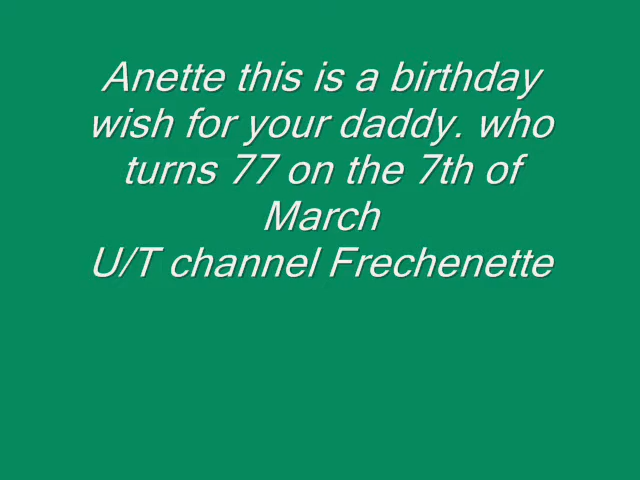 Anette this is a birthday
wish for your daddy. who
turns 77 on the 7th of
March
U/T channel Frechenette